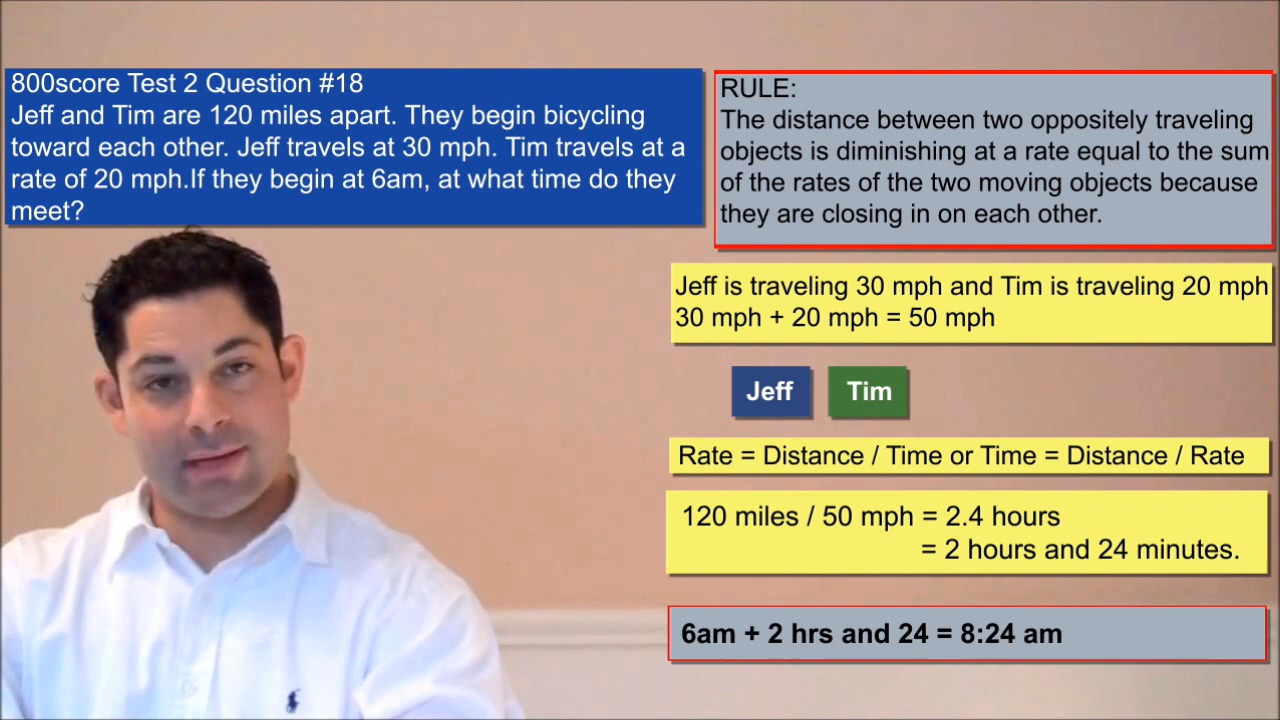 800score Test 2 Question #18
Jeff and Tim are 120 miles apart. They begin bicycling
toward each other. Jeff travels at 30 mph. Tim travels at a
rate of 20 mph.If they begin at 6am, at what time do they
meet?
RULE:
The distance between two oppositely traveling
objects is diminishing at a rate equal to the sum
of the rates of the two moving objects because
they are closing in on each other.
Jeff is traveling 30 mph and Tim is traveling 20 mph
30 mph + 20 mph = 50 mph
Jeff Tim
Rate = Distance / Time or Time = Distance / Rate
120 miles / 50 mph = 2.4 hours
= 2 hours and 24 minutes.
6am + 2 hrs and 24 = 8:24 am